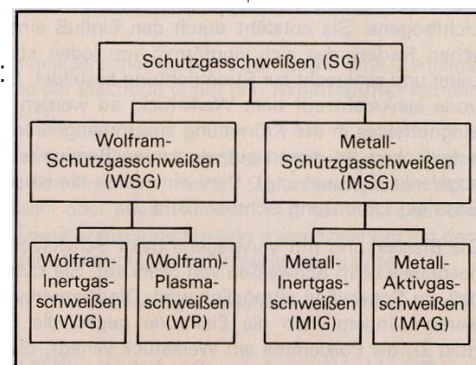 :
Schutzgasschweißen (SG)
Wolfram-
Schutzgasschweißen
(WSG)
Metall-
Schutzgasschweißen
(MSG)
Wolfram-
Inertgas-
schweißen
(WIG)
(Wolfram)-
Plasma-
schweißen
(WP)
Metall-
Inertgas-
schweißen
(MIG)
Metall-
Aktivgas-
schweißen
(MAG)